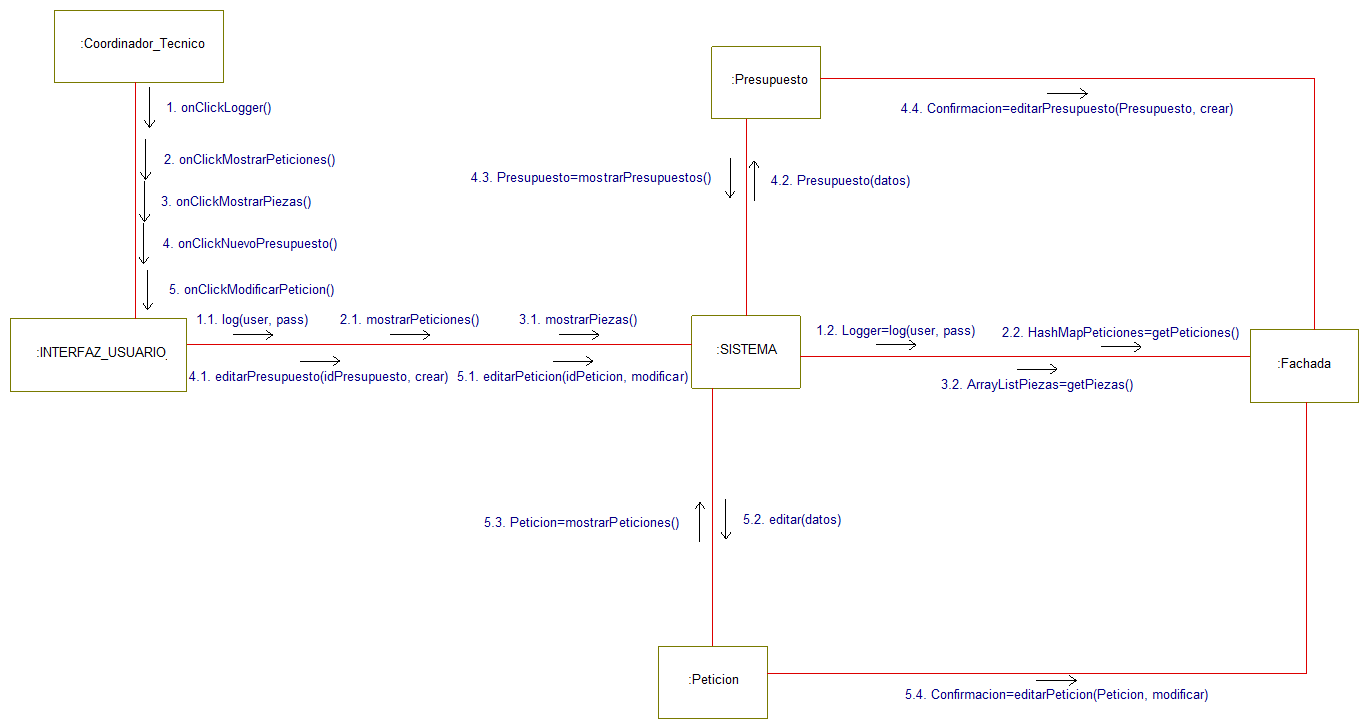 :Coordinador_Tecnico
1. onClickLogger()
2. onClickMostrarPeticiones()
3. onClickMostrarPiezas()
4. onClickNuevoPresupuesto()
5. onClickModificarPeticion()
:Presupuesto
4.4. Confirmacion=editarPresupuesto(Presupuesto, crear)
4.3. Presupuesto=mostrarPresupuestos()
4.2. Presupuesto(datos)
:INTERFAZ_USUARIO_
1.1. log(user, pass)
2.1. mostrarPeticiones()
3.1. mostrarPiezas()
4.1. editarPresupuesto(idPresupuesto, crear)
5.1. editarPeticion(idPeticion, modificar)
:SISTEMA
1.2. Logger=log(user, pass)
2.2. HashMapPeticiones=getPeticiones()
3.2. ArrayListPiezas=getPiezas()
:Fachada
5.3. Peticion=mostrarPeticiones()
5.2. editar(datos)
:Peticion
5.4. Confirmacion=editarPeticion(Peticion, modificar)